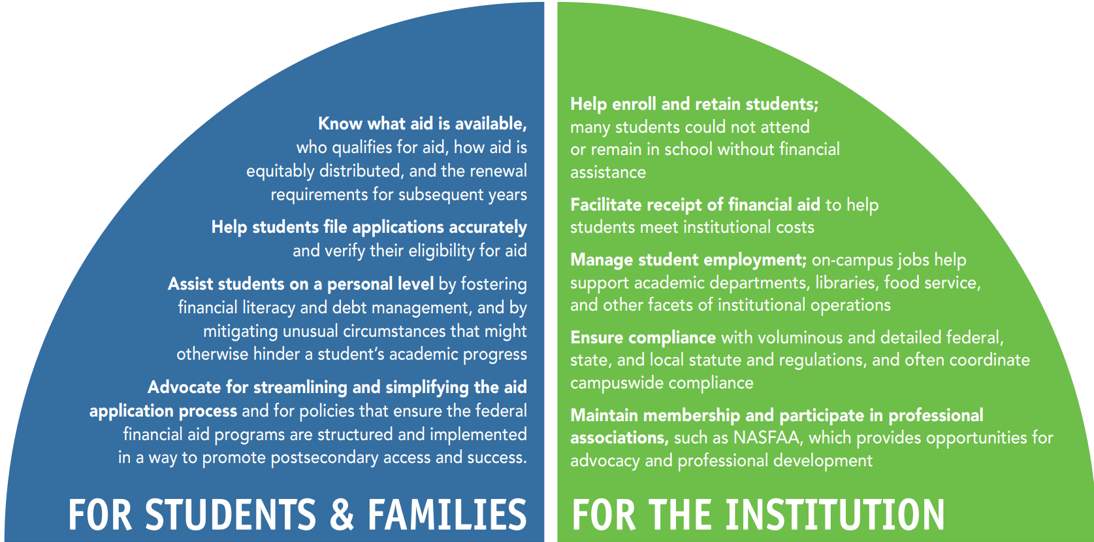 Know what aid is available,
who qualifies for aid, how aid is
equitably distributed, and the renewal
requirements for subsequent years
Help students file applications accurately
and verify their eligibility for aid
Assist students on a personal level by fostering
financial literacy and debt management, and by
mitigating unusual circumstances that might
otherwise hinder a student’s academic progress
Advocate for streamlining and simplifying the aid
application process and for policies that ensure the federal
financial aid programs are structured and implemented
in a way to promote postsecondary access and success.
FOR STUDENTS & FAMILIES
Help enroll and retain students;
many students could not attend
or remain in school without financial
assistance
Facilitate receipt of financial aid to help
students meet institutional costs
Manage student employment; on-campus jobs help
support academic departments, libraries, food service,
and other facets of institutional operations
Ensure compliance with voluminous and detailed federal,
state, and local statute and regulations, and often coordinate
campuswide compliance
Maintain membership and participate in professional
associations, such as NASFAA, which provides opportunities for
advocacy and professional development
FOR THE INSTITUTION